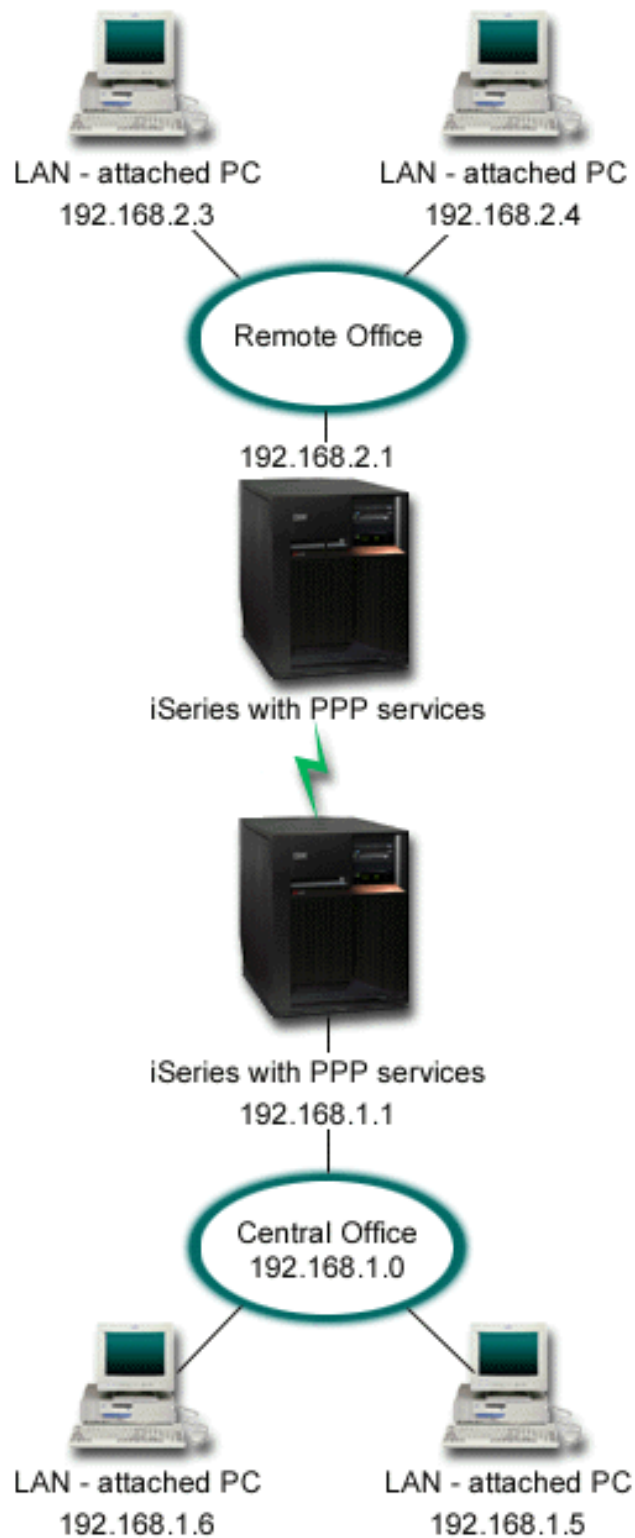 LAN - attached PC
192.168.2.3
LAN - attached PC
192.168.2.4
Remote Office
192.168.2.1
IBM
iSeries with PPP services
IBM
iSeries with PPP services
192.168.1.1
Central Office
192.168.1.0
LAN - attached PC
192.168.1.6
LAN - attached PC
192.168.1.5